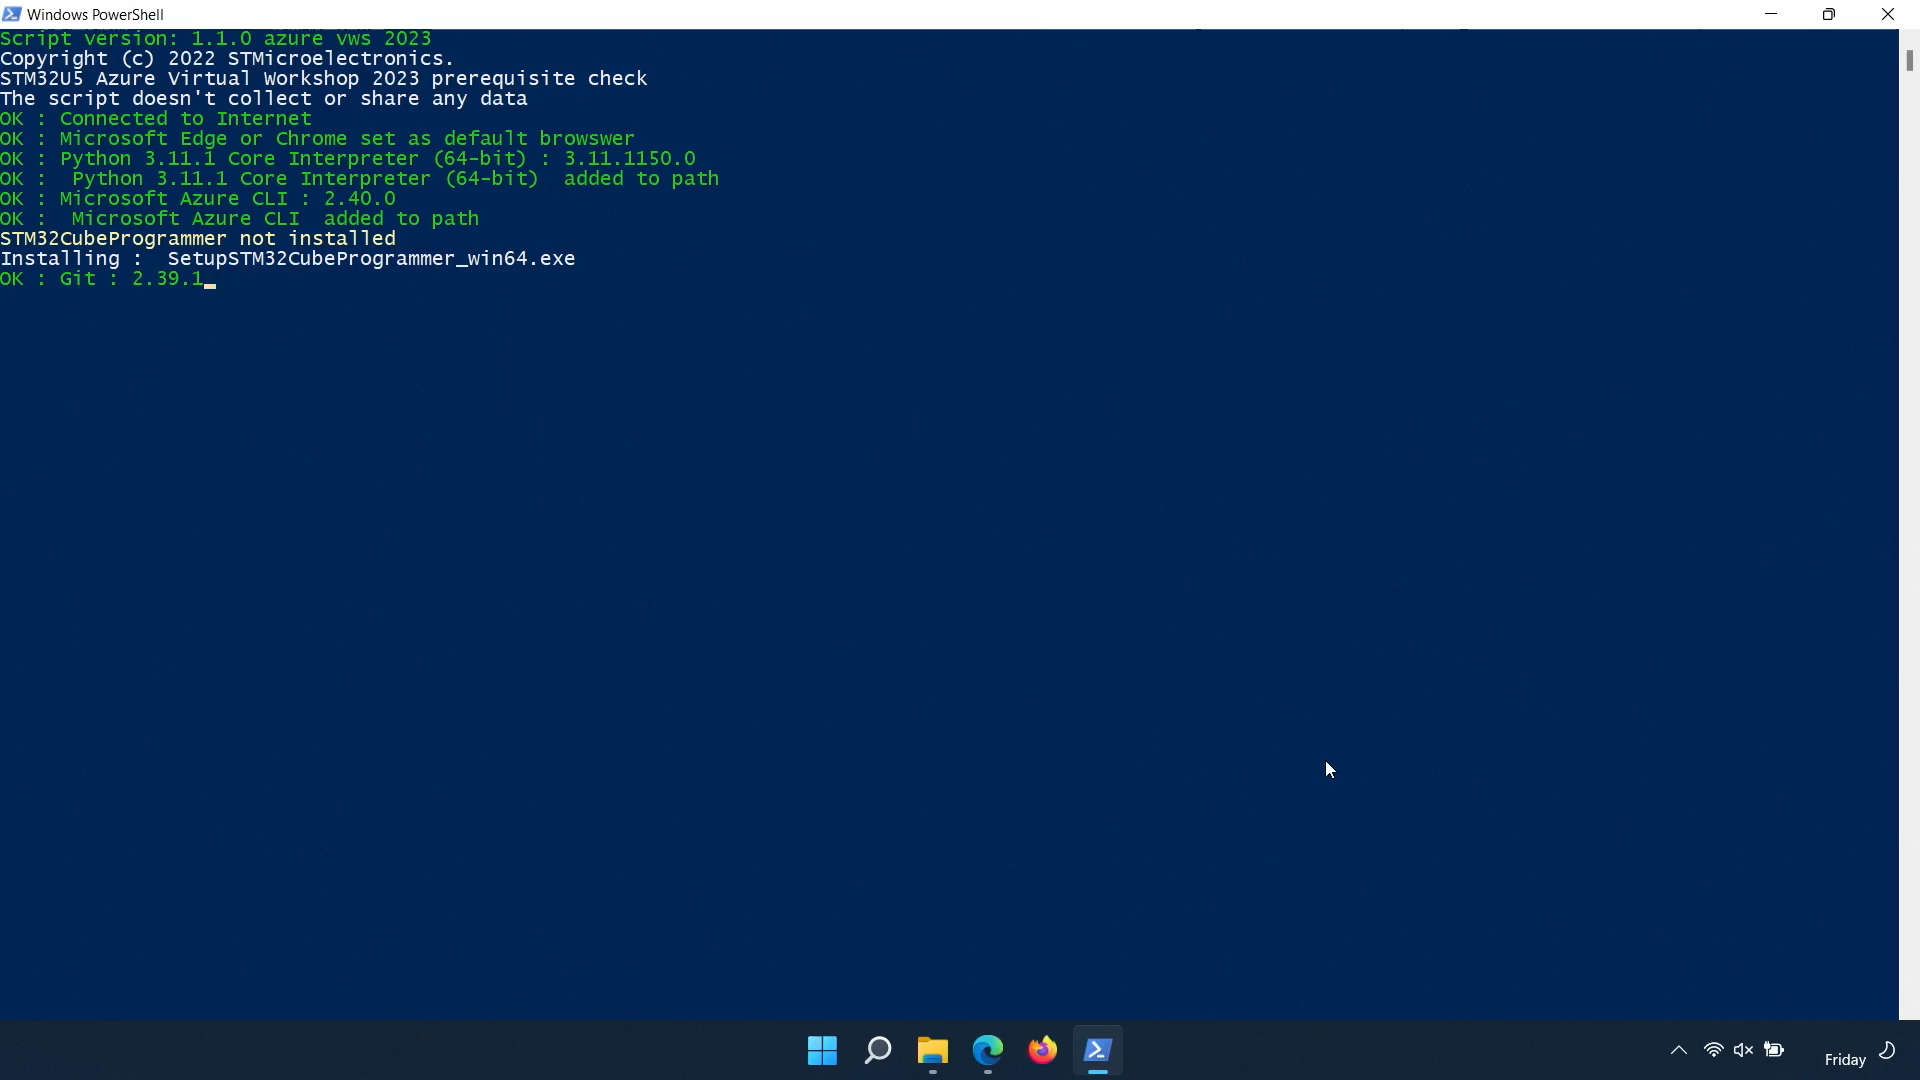 Windows PowerShell
Script version: 1.1.0 azure vws 2023
Copyright (c) 2022 STMicroelectronics.
STM32U5 Azure Virtual Workshop 2023 prerequisite check
The script doesn't collect or share any data
OK : Connected to Internet
OK : Microsoft Edge or Chrome set as default browswer
OK : Python 3.11.1 Core Interpreter (64-bit) : 3.11.1150.0
OK :  Python 3.11.1 Core Interpreter (64-bit)  added to path
OK : Microsoft Azure CLI : 2.40.0
OK :  Microsoft Azure CLI  added to path
STM32CubeProgrammer not installed
Installing :  SetupSTM32CubeProgrammer_win64.exe
OK : Git : 2.39.1
Friday